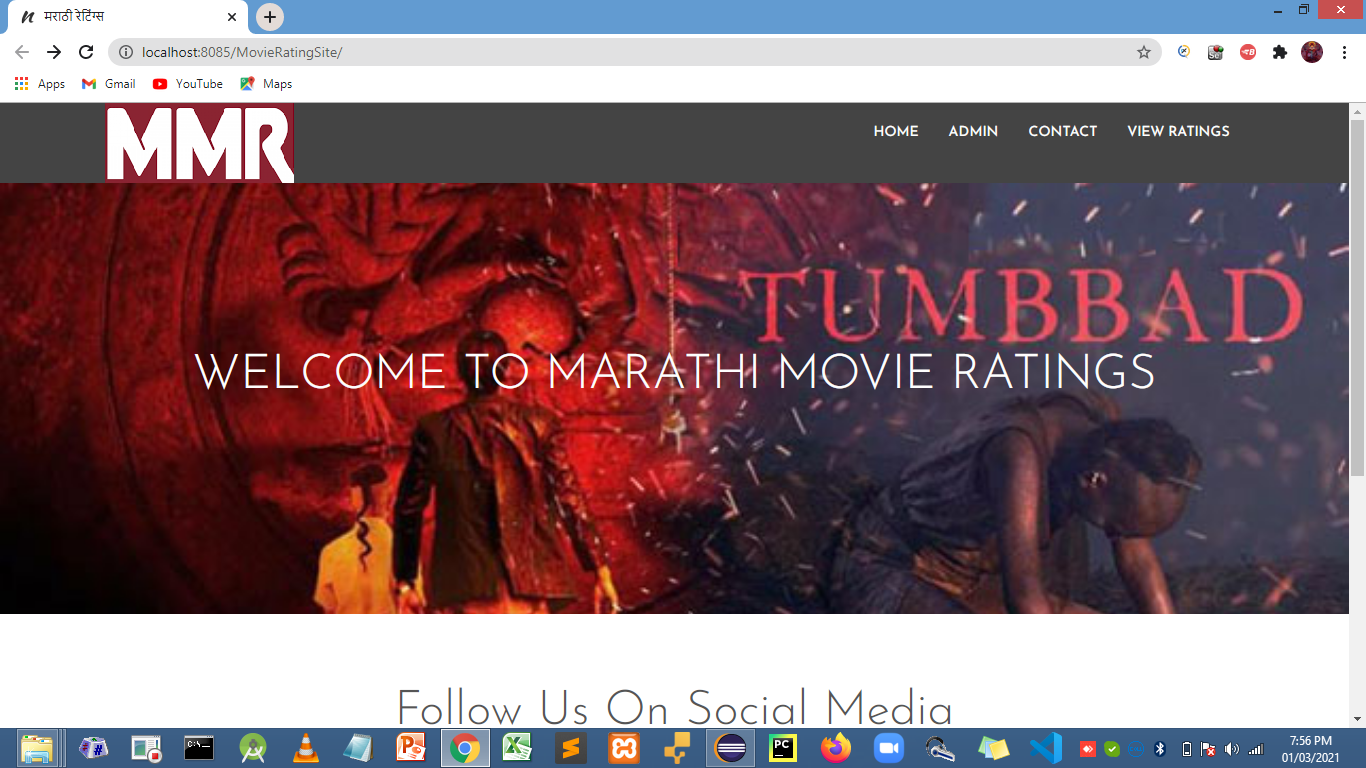 मराठी रेटिंग्स
localhost:8085/MovieRatingSite/
Apps Gmail YouTube Maps
MMR
HOME ADMIN CONTACT VIEW RATINGS
TUMBBAD
WELCOME TO MARATHI MOVIE RATINGS
Follow Us On Social Media
7:56 PM
01/03/2021